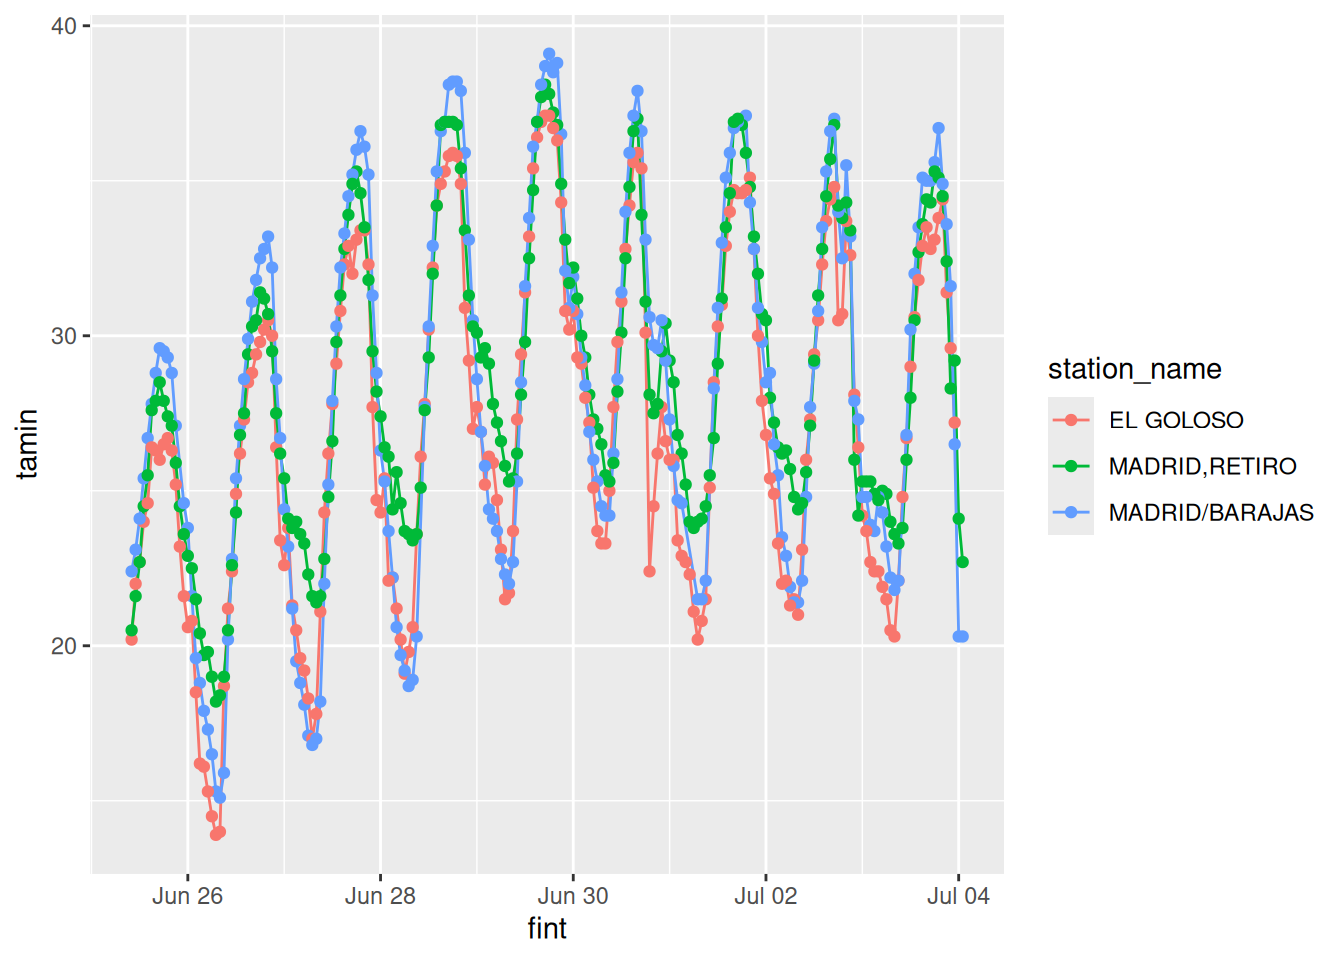 40
30
20
tamin
Jun 26
Jun 28
Jun 30
Jul 02
Jul 04
fint
station_name
EL GOLOSO
MADRID,RETIRO
MADRID/BARAJAS